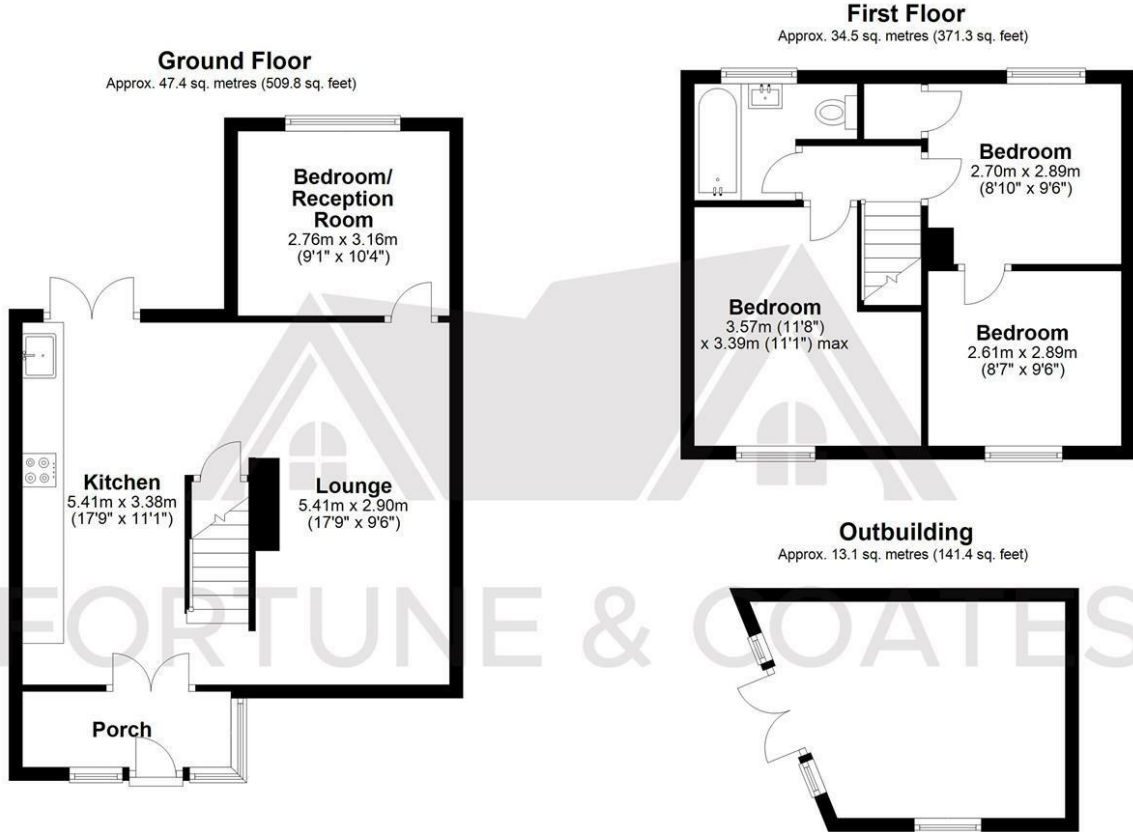 Ground Floor
Approx. 47.4 sq. metres (509.8 sq. feet)
Bedroom/
Reception
Room
2.76m x 3.16m
(9'1" x 10'4")
Kitchen
5.41m x 3.38m
(17'9" x 11'1")
Lounge
5.41m x 2.90m
(17'9" x 9'6")
Porch
First Floor
Approx. 34.5 sq. metres (371.3 sq. feet)
Bedroom
2.70m x 2.89m
(8'10" x 9'6")
Bedroom
3.57m (11'8")
x 3.39m (11'1") max
Bedroom
2.61m x 2.89m
(8'7" x 9'6")
Outbuilding
Approx. 13.1 sq. metres (141.4 sq. feet)
FORTUNE & COATES